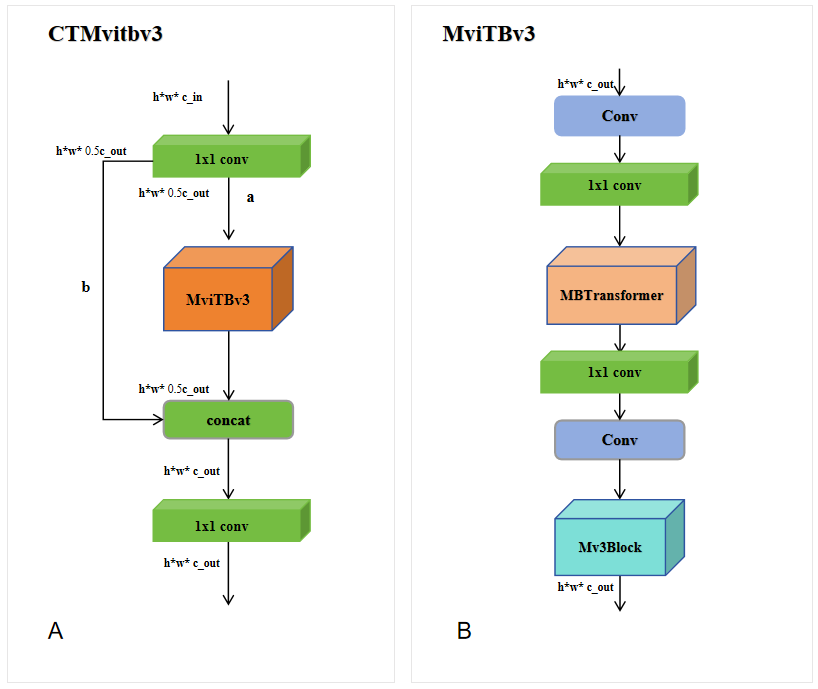 CTMvitbv3
h*w* c_in
1x1 conv
h*w* 0.5c_out
h*w* 0.5c_out
a
b
MviTBv3
h*w* 0.5c_out
concat
h*w* c_out
1x1 conv
h*w* c_out
A
MviTBv3
h*w* c_out
Conv
1x1 conv
MBTransformer
1x1 conv
Conv
Mv3Block
h*w* c_out
B